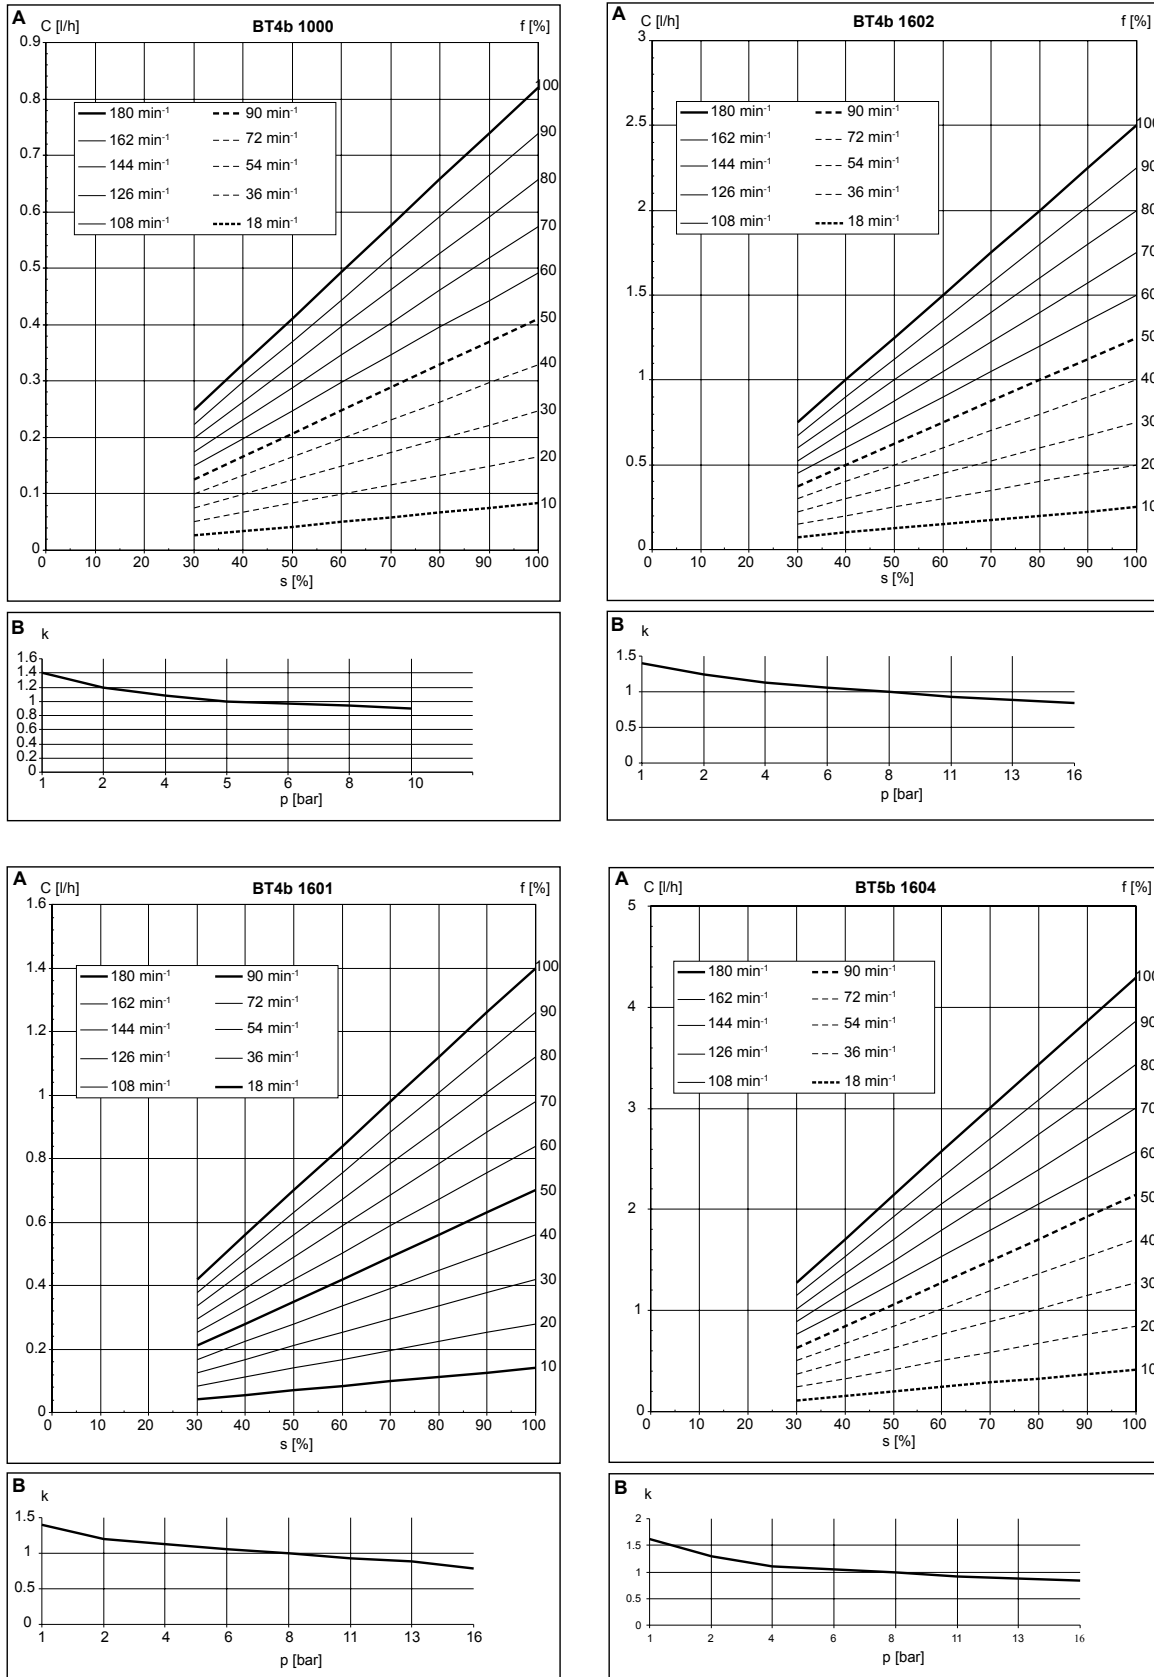 A C [l/h] BT4b 1000 f [%]
0.9
0.8
0.7
0.6
0.5
0.4
0.3
0.2
0.1
0
180 min-1 90 min-1
162 min-1 72 min-1
144 min-1 54 min-1
126 min-1 36 min-1
108 min-1 18 min-1
100
90
80
70
60
50
40
30
20
10
0 10 20 30 40 50 60 70 80 90 100
s [%]
B k
1.6
1.4
1.2
1
0.8
0.6
0.4
0.2
0
1 2 4 5 6 8 10
p [bar]
A C [l/h] BT4b 1602 f [%]
3
2.5
2
1.5
1
0.5
0
180 min-1 90 min-1
162 min-1 72 min-1
144 min-1 54 min-1
126 min-1 36 min-1
108 min-1 18 min-1
100
90
80
70
60
50
40
30
20
10
0 10 20 30 40 50 60 70 80 90 100
s [%]
B k
1.5
1
0.5
0
1 2 4 6 8 11 13 16
p [bar]
A C [l/h] BT4b 1601 f [%]
1.6
1.4
1.2
1
0.8
0.6
0.4
0.2
0
180 min-1 90 min-1
162 min-1 72 min-1
144 min-1 54 min-1
126 min-1 36 min-1
108 min-1 18 min-1
100
90
80
70
60
50
40
30
20
10
0 10 20 30 40 50 60 70 80 90 100
s [%]
B k
1.5
1
0.5
0
1 2 4 6 8 11 13 16
p [bar]
A C [l/h] BT5b 1604 f [%]
5
4
3
2
1
0
180 min-1 90 min-1
162 min-1 72 min-1
144 min-1 54 min-1
126 min-1 36 min-1
108 min-1 18 min-1
100
90
80
70
60
50
40
30
20
10
0 10 20 30 40 50 60 70 80 90 100
s [%]
B k
2
1.5
1
0.5
0
1 2 4 6 8 11 13 16
p [bar]